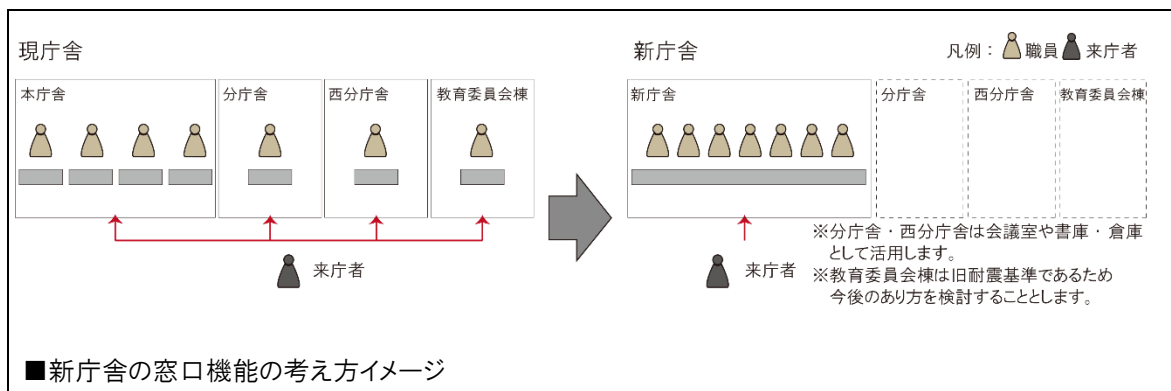 現庁舎
本庁舎
分庁舎
西分庁舎
教育委員会棟
来庁者
新庁舎
凡例： 職員 来庁者
新庁舎
分庁舎
西分庁舎
教育委員会棟
来庁者
※分庁舎・西分庁舎は会議室や書庫・倉庫
として活用します。
※教育委員会棟は旧耐震基準であるため
今後のあり方を検討することとします。
■新庁舎の窓口機能の考え方イメージ